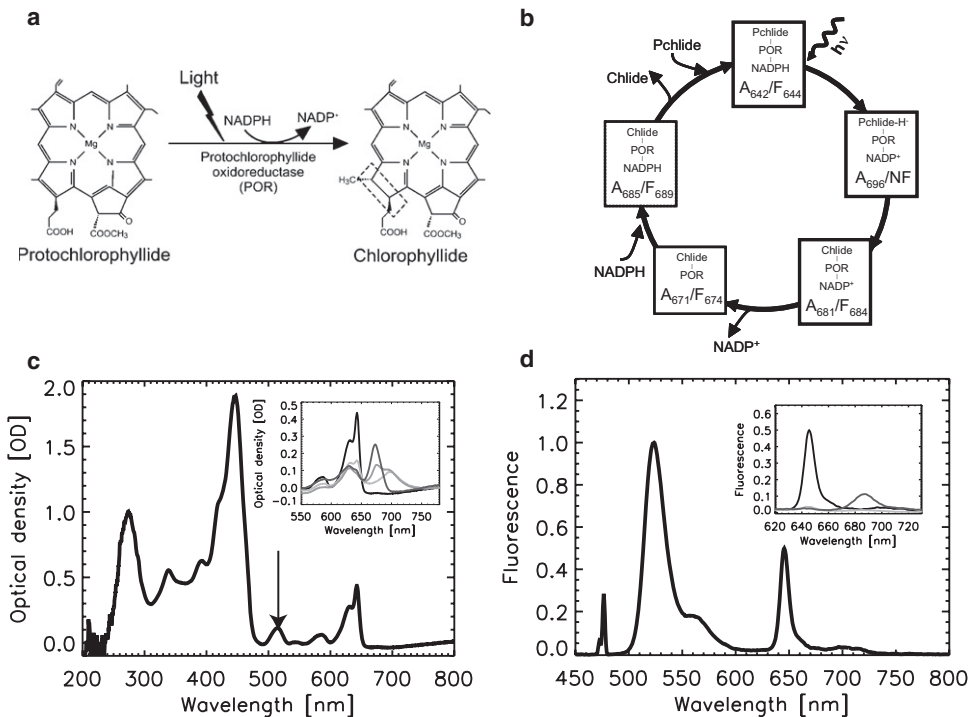 a
Light
NADPH
NADP+
Protochlorophyllide
oxidoreductase
(POR)
Mg
N
N
N
N
O
COOH
COOCH3
Protochlorophyllide
Mg
N
N
N
N
H3C
O
COOH
COOCH3
Chlorophyllide
b
Pchlide
POR
NADPH
A642/F644
hν
Pchlide-H-
POR
NADP+
A696/NF
Chlide
POR
NADP+
A681/F684
NADP+
Chlide
POR
A671/F674
NADPH
Chlide
POR
NADPH
A685/F689
Chlide
Pchlide
c
Optical density [OD]
2.0
1.5
1.0
0.5
0.0
200 300 400 500 600 700 800
Wavelength [nm]
Optical density [OD]
0.5
0.4
0.3
0.2
0.1
0.0
−0.1
550 600 650 700 750
Wavelength [nm]
d
Fluorescence
1.2
1.0
0.8
0.6
0.4
0.2
0.0
450 500 550 600 650 700 750 800
Wavelength [nm]
Fluorescence
0.6
0.5
0.4
0.3
0.2
0.1
0.0
620 640 660 680 700 720
Wavelength [nm]